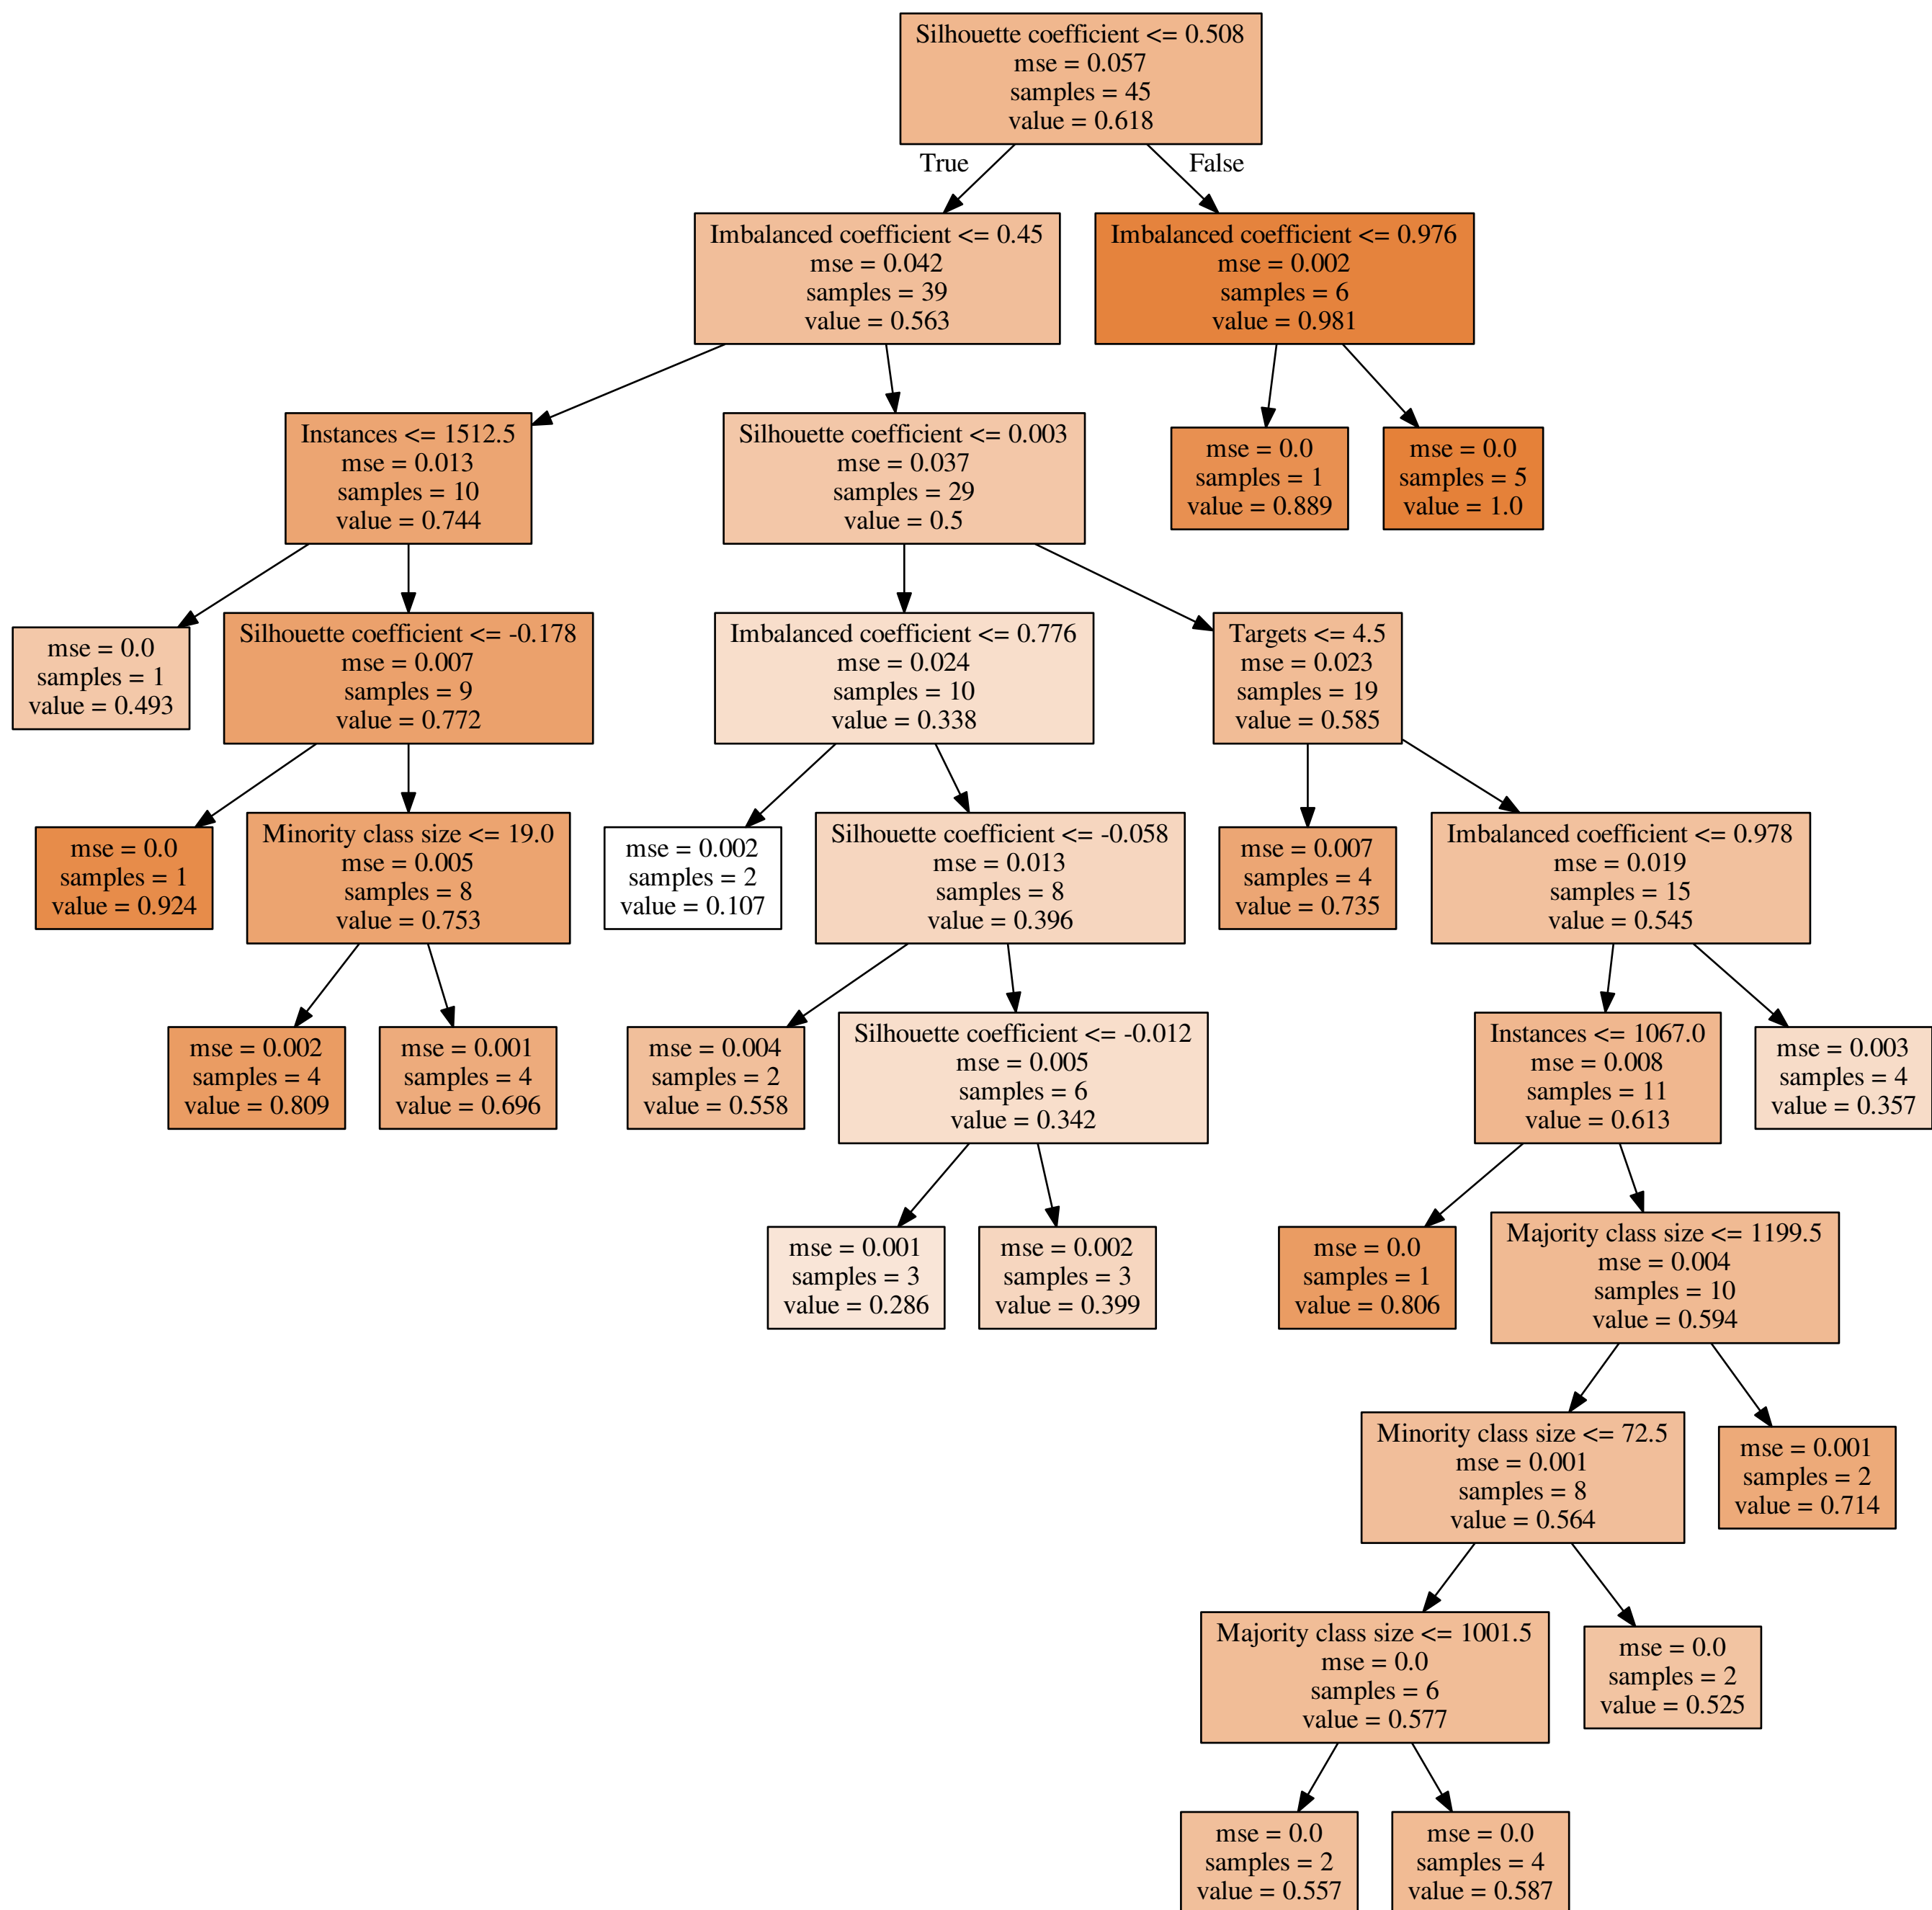 Silhouette coefficient <= 0.508
mse = 0.057
samples = 45
value = 0.618
True
False
Imbalanced coefficient <= 0.45
mse = 0.042
samples = 39
value = 0.563
Imbalanced coefficient <= 0.976
mse = 0.002
samples = 6
value = 0.981
Instances <= 1512.5
mse = 0.013
samples = 10
value = 0.744
Silhouette coefficient <= 0.003
mse = 0.037
samples = 29
value = 0.5
mse = 0.0
samples = 1
value = 0.889
mse = 0.0
samples = 5
value = 1.0
mse = 0.0
samples = 1
value = 0.493
Silhouette coefficient <= -0.178
mse = 0.007
samples = 9
value = 0.772
Imbalanced coefficient <= 0.776
mse = 0.024
samples = 10
value = 0.338
Targets <= 4.5
mse = 0.023
samples = 19
value = 0.585
mse = 0.0
samples = 1
value = 0.924
Minority class size <= 19.0
mse = 0.005
samples = 8
value = 0.753
mse = 0.002
samples = 2
value = 0.107
Silhouette coefficient <= -0.058
mse = 0.013
samples = 8
value = 0.396
mse = 0.007
samples = 4
value = 0.735
Imbalanced coefficient <= 0.978
mse = 0.019
samples = 15
value = 0.545
mse = 0.002
samples = 4
value = 0.809
mse = 0.001
samples = 4
value = 0.696
mse = 0.004
samples = 2
value = 0.558
Silhouette coefficient <= -0.012
mse = 0.005
samples = 6
value = 0.342
Instances <= 1067.0
mse = 0.008
samples = 11
value = 0.613
mse = 0.003
samples = 4
value = 0.357
mse = 0.001
samples = 3
value = 0.286
mse = 0.002
samples = 3
value = 0.399
mse = 0.0
samples = 1
value = 0.806
Majority class size <= 1199.5
mse = 0.004
samples = 10
value = 0.594
Minority class size <= 72.5
mse = 0.001
samples = 8
value = 0.564
mse = 0.001
samples = 2
value = 0.714
Majority class size <= 1001.5
mse = 0.0
samples = 6
value = 0.577
mse = 0.0
samples = 2
value = 0.525
mse = 0.0
samples = 2
value = 0.557
mse = 0.0
samples = 4
value = 0.587